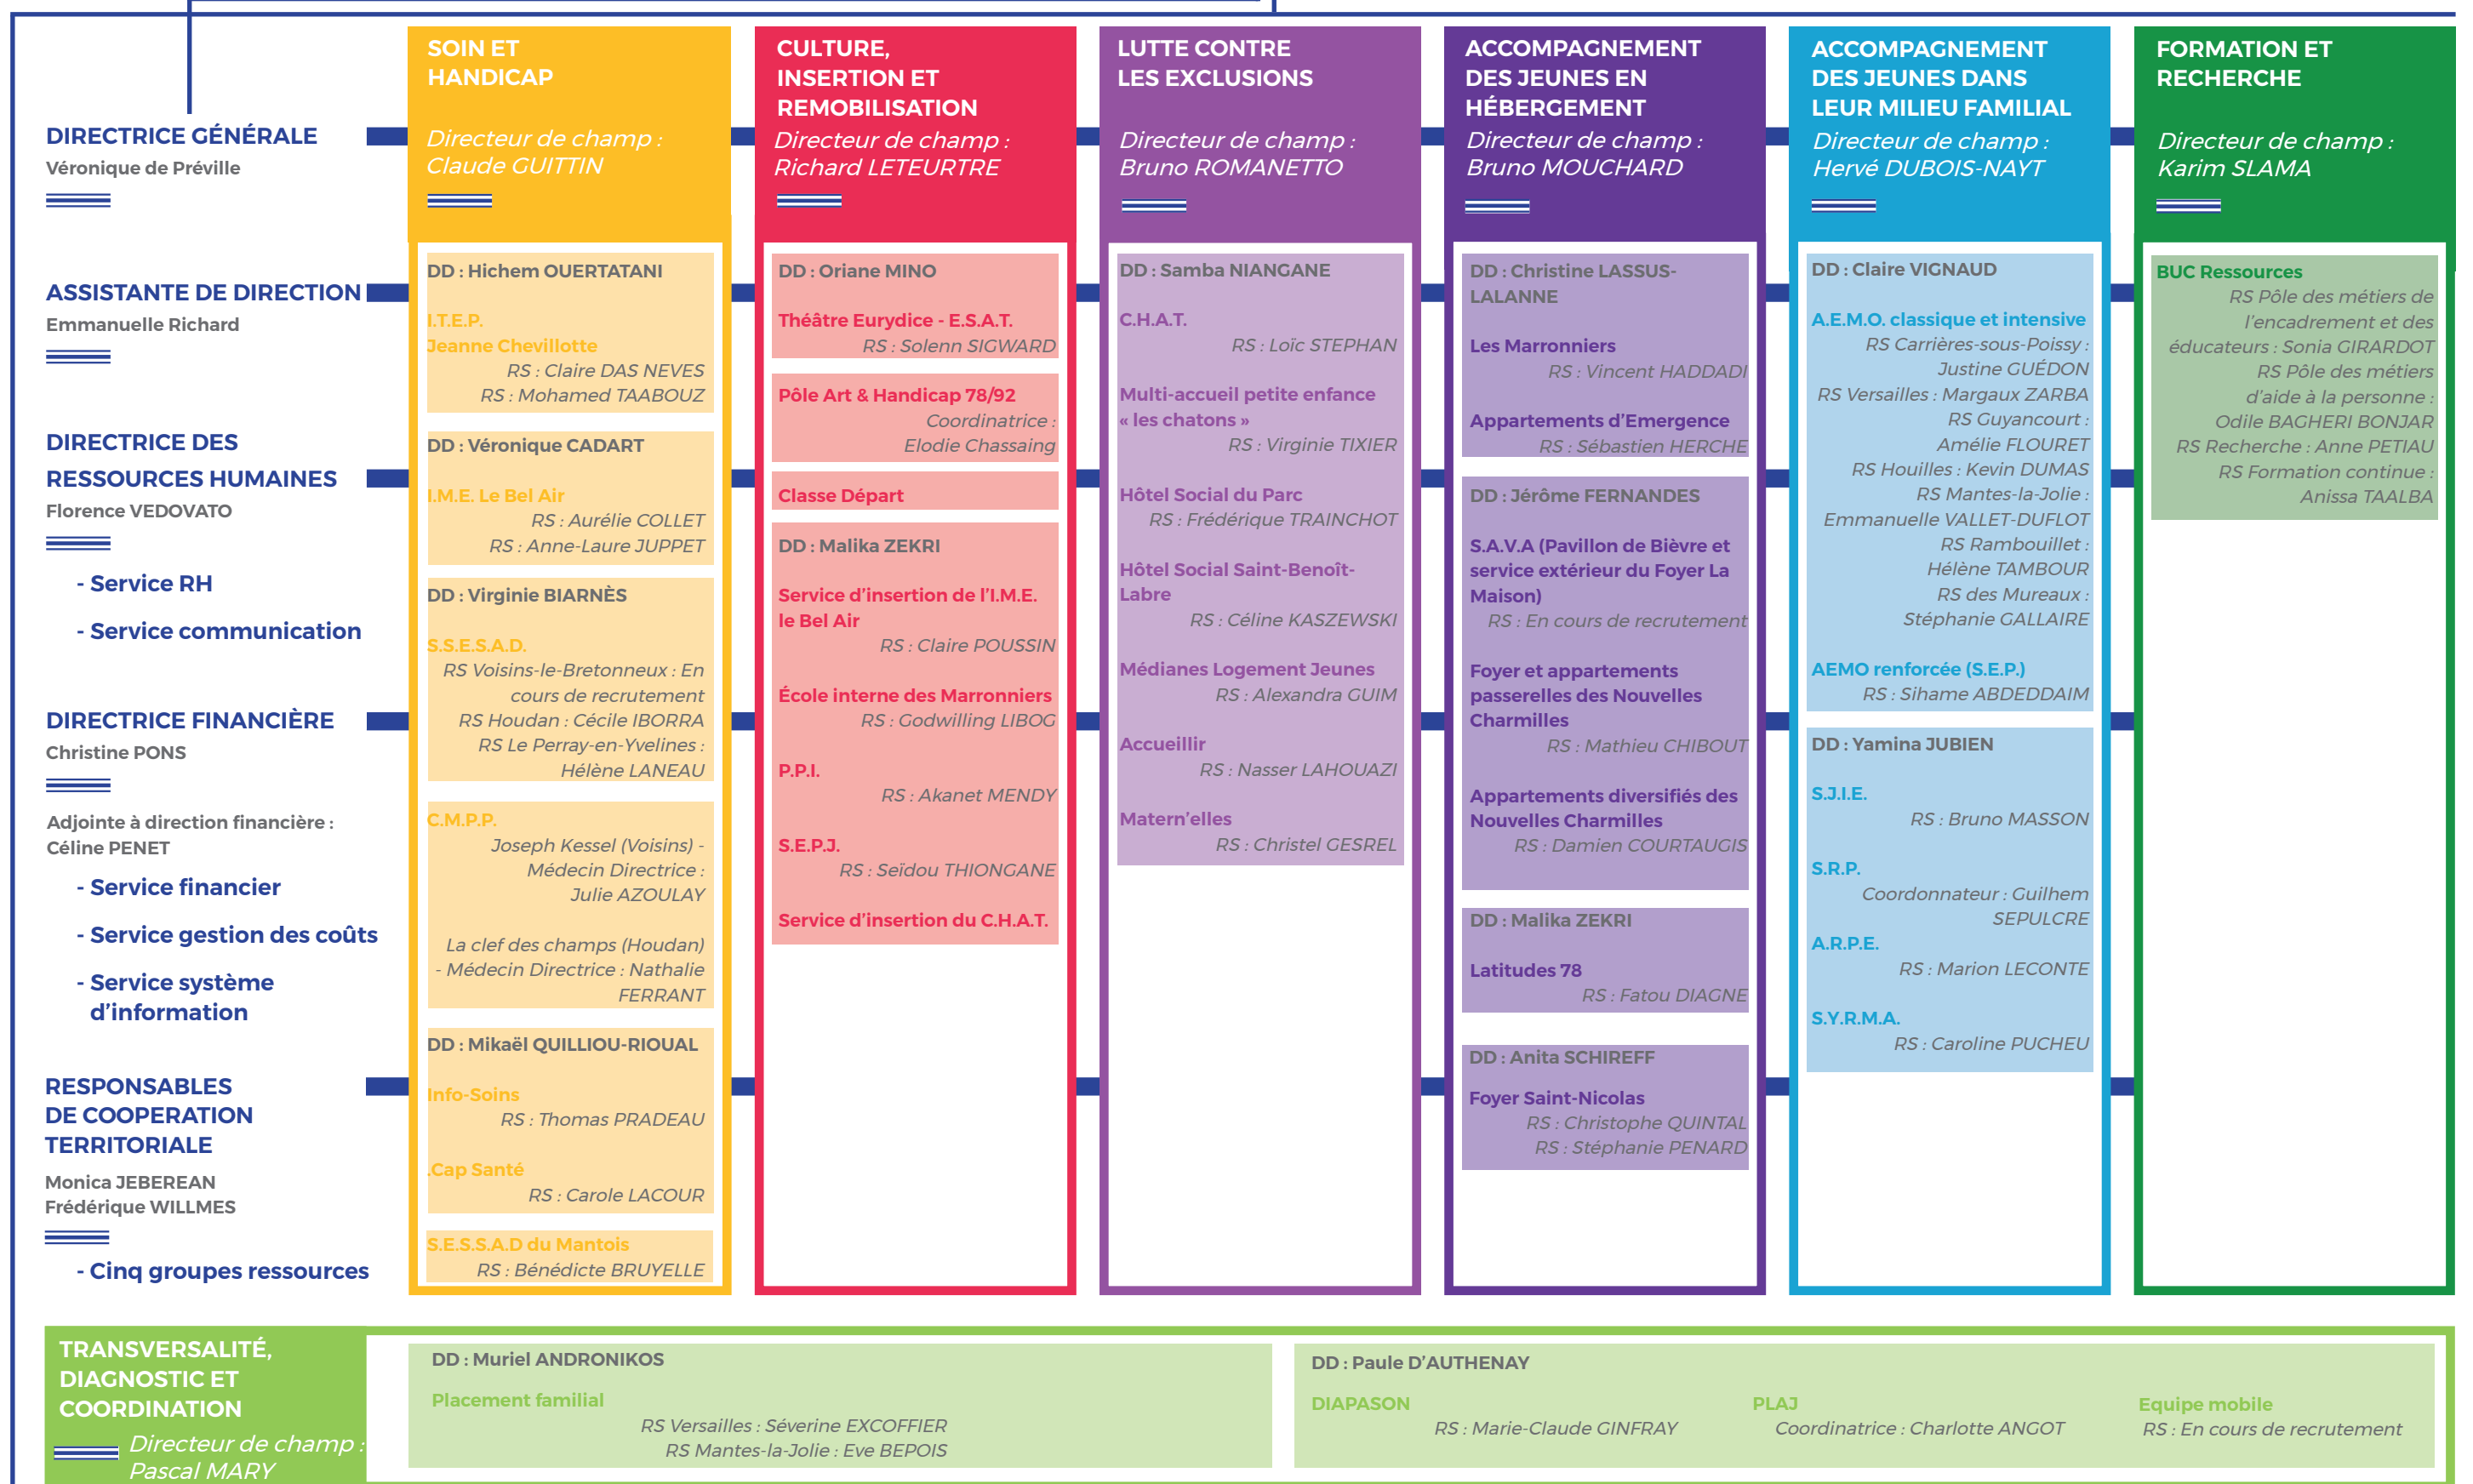 DIRECTRICE GÉNÉRALE
Véronique de Préville
ASSISTANTE DE DIRECTION
Emmanuelle Richard
DIRECTRICE DES
RESSOURCES HUMAINES
Florence VEDOVATO
- Service RH
- Service communication
DIRECTRICE FINANCIÈRE
Christine PONS
Adjointe à direction financière :
Céline PENET
- Service financier
- Service gestion des coûts
- Service système
d’information
RESPONSABLES
DE COOPERATION
TERRITORIALE
Monica JEBEREAN
Frédérique WILLMES
- Cinq groupes ressources
SOIN ET
HANDICAP
Directeur de champ :
Claude GUITTIN
DD : Hichem OUERTATANI
I.T.E.P.
Jeanne Chevillotte
RS : Claire DAS NEVES
RS : Mohamed TAABOUZ
DD : Véronique CADART
I.M.E. Le Bel Air
RS : Aurélie COLLET
RS : Anne-Laure JUPPET
DD : Virginie BIARNÈS
S.S.E.S.A.D.
RS Voisins-le-Bretonneux : En
cours de recrutement
RS Houdan : Cécile IBORRA
RS Le Perray-en-Yvelines :
Hélène LANEAU
C.M.P.P.
Joseph Kessel (Voisins) -
Médecin Directrice :
Julie AZOULAY
La clef des champs (Houdan)
- Médecin Directrice : Nathalie
FERRANT
DD : Mikaël QUILLIOU-RIOUAL
Info-Soins
RS : Thomas PRADEAU
.Cap Santé
RS : Carole LACOUR
S.E.S.S.A.D du Mantois
RS : Bénédicte BRUYELLE
CULTURE,
INSERTION ET
REMOBILISATION
Directeur de champ :
Richard LETEURTRE
DD : Oriane MINO
Théâtre Eurydice - E.S.A.T.
RS : Solenn SIGWARD
Pôle Art & Handicap 78/92
Coordinatrice :
Elodie Chassaing
Classe Départ
DD : Malika ZEKRI
Service d’insertion de l’I.M.E.
le Bel Air
RS : Claire POUSSIN
École interne des Marronniers
RS : Godwilling LIBOG
P.P.I.
RS : Akanet MENDY
S.E.P.J.
RS : Seïdou THIONGANE
Service d’insertion du C.H.A.T.
LUTTE CONTRE
LES EXCLUSIONS
Directeur de champ :
Bruno ROMANETTO
DD : Samba NIANGANE
C.H.A.T.
RS : Loïc STEPHAN
Multi-accueil petite enfance
« les chatons »
RS : Virginie TIXIER
Hôtel Social du Parc
RS : Frédérique TRAINCHOT
Hôtel Social Saint-Benoît-
Labre
RS : Céline KASZEWSKI
Médianes Logement Jeunes
RS : Alexandra GUIM
Accueillir
RS : Nasser LAHOUAZI
Matern’elles
RS : Christel GESREL
ACCOMPAGNEMENT
DES JEUNES EN
HÉBERGEMENT
Directeur de champ :
Bruno MOUCHARD
DD : Christine LASSUS-
LALANNE
Les Marronniers
RS : Vincent HADDADI
Appartements d’Emergence
RS : Sébastien HERCHE
DD : Jérôme FERNANDES
S.A.V.A (Pavillon de Bièvre et
service extérieur du Foyer La
Maison)
RS : En cours de recrutement
Foyer et appartements
passerelles des Nouvelles
Charmilles
RS : Mathieu CHIBOUT
Appartements diversifiés des
Nouvelles Charmilles
RS : Damien COURTAUGIS
DD : Malika ZEKRI
Latitudes 78
RS : Fatou DIAGNE
DD : Anita SCHIREFF
Foyer Saint-Nicolas
RS : Christophe QUINTAL
RS : Stéphanie PENARD
ACCOMPAGNEMENT
DES JEUNES DANS
LEUR MILIEU FAMILIAL
Directeur de champ :
Hervé DUBOIS-NAYT
DD : Claire VIGNAUD
A.E.M.O. classique et intensive
RS Carrières-sous-Poissy :
Justine GUÉDON
RS Versailles : Margaux ZARBA
RS Guyancourt :
Amélie FLOURET
RS Houilles : Kevin DUMAS
RS Mantes-la-Jolie :
Emmanuelle VALLET-DUFLOT
RS Rambouillet :
Hélène TAMBOUR
RS des Mureaux :
Stéphanie GALLAIRE
AEMO renforcée (S.E.P.)
RS : Sihame ABDEDDAIM
DD : Yamina JUBIEN
S.J.I.E.
RS : Bruno MASSON
S.R.P.
Coordonnateur : Guilhem
SEPULCRE
A.R.P.E.
RS : Marion LECONTE
S.Y.R.M.A.
RS : Caroline PUCHEU
FORMATION ET
RECHERCHE
Directeur de champ :
Karim SLAMA
BUC Ressources
RS Pôle des métiers de
l’encadrement et des
éducateurs : Sonia GIRARDOT
RS Pôle des métiers
d’aide à la personne :
Odile BAGHERI BONJAR
RS Recherche : Anne PETIAU
RS Formation continue :
Anissa TAALBA
TRANSVERSALITÉ,
DIAGNOSTIC ET
COORDINATION
Directeur de champ :
Pascal MARY
DD : Muriel ANDRONIKOS
Placement familial
RS Versailles : Séverine EXCOFFIER
RS Mantes-la-Jolie : Eve BEPOIS
DD : Paule D’AUTHENAY
DIAPASON
RS : Marie-Claude GINFRAY
PLAJ
Coordinatrice : Charlotte ANGOT
Equipe mobile
RS : En cours de recrutement